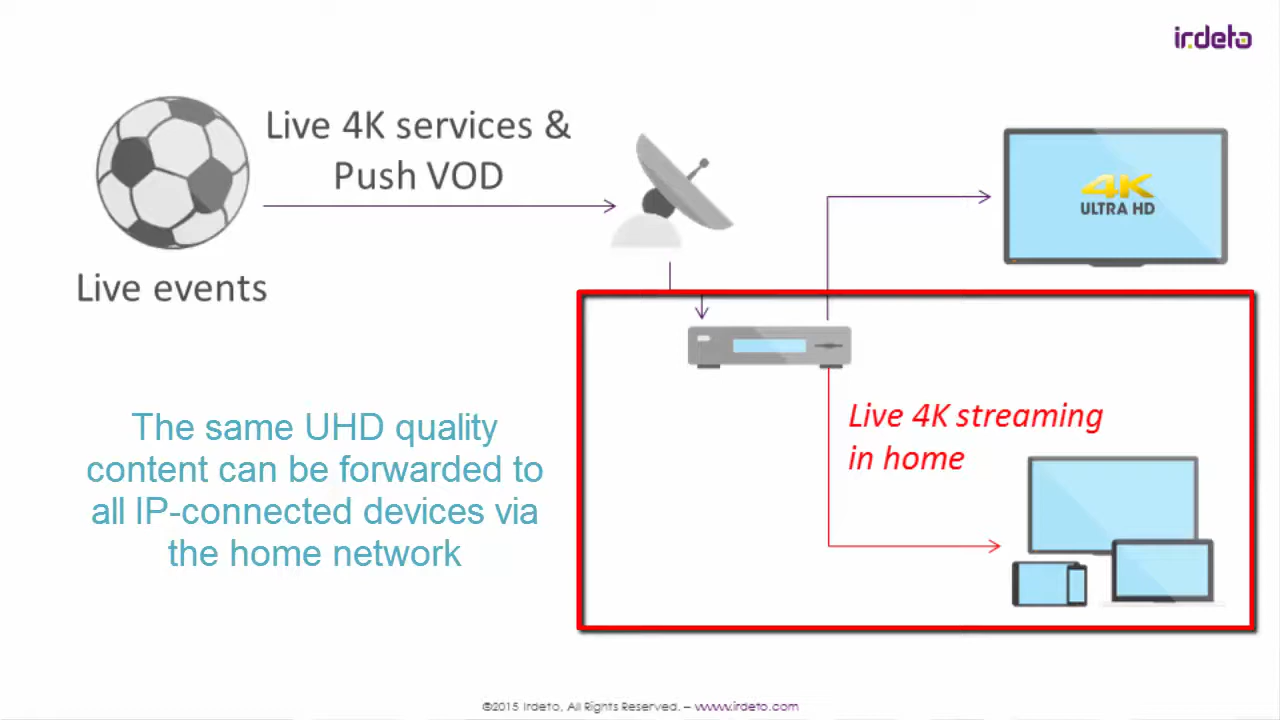 irdeto
Live 4K services &
Push VOD
4K
ULTRA HD
Live events
Live 4K streaming
in home
The same UHD quality
content can be forwarded to
all IP-connected devices via
the home network
©2015 Irdeto, All Rights Reserved. – www.irdeto.com